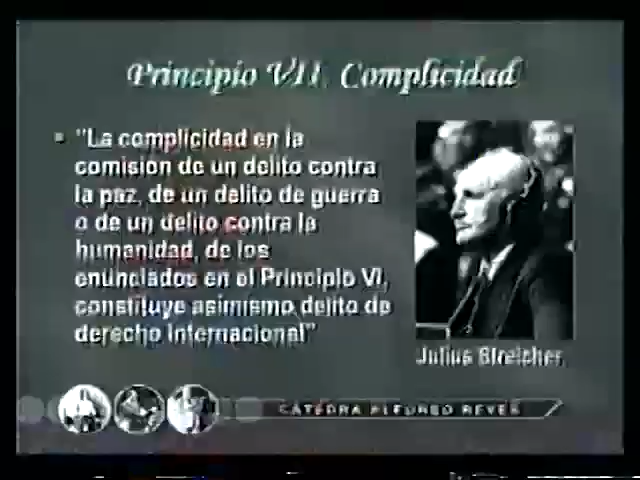 Principio VII. Complicidad
"La complicidad en la
comisión de un delito contra
la paz, de un delito de guerra
o de un delito contra la
humanidad, de los
enunciados en el Principio VI,
constituye asimismo delito de
derecho internacional"
Julius Streicher
CÁTEDRA ALFONSO REYES